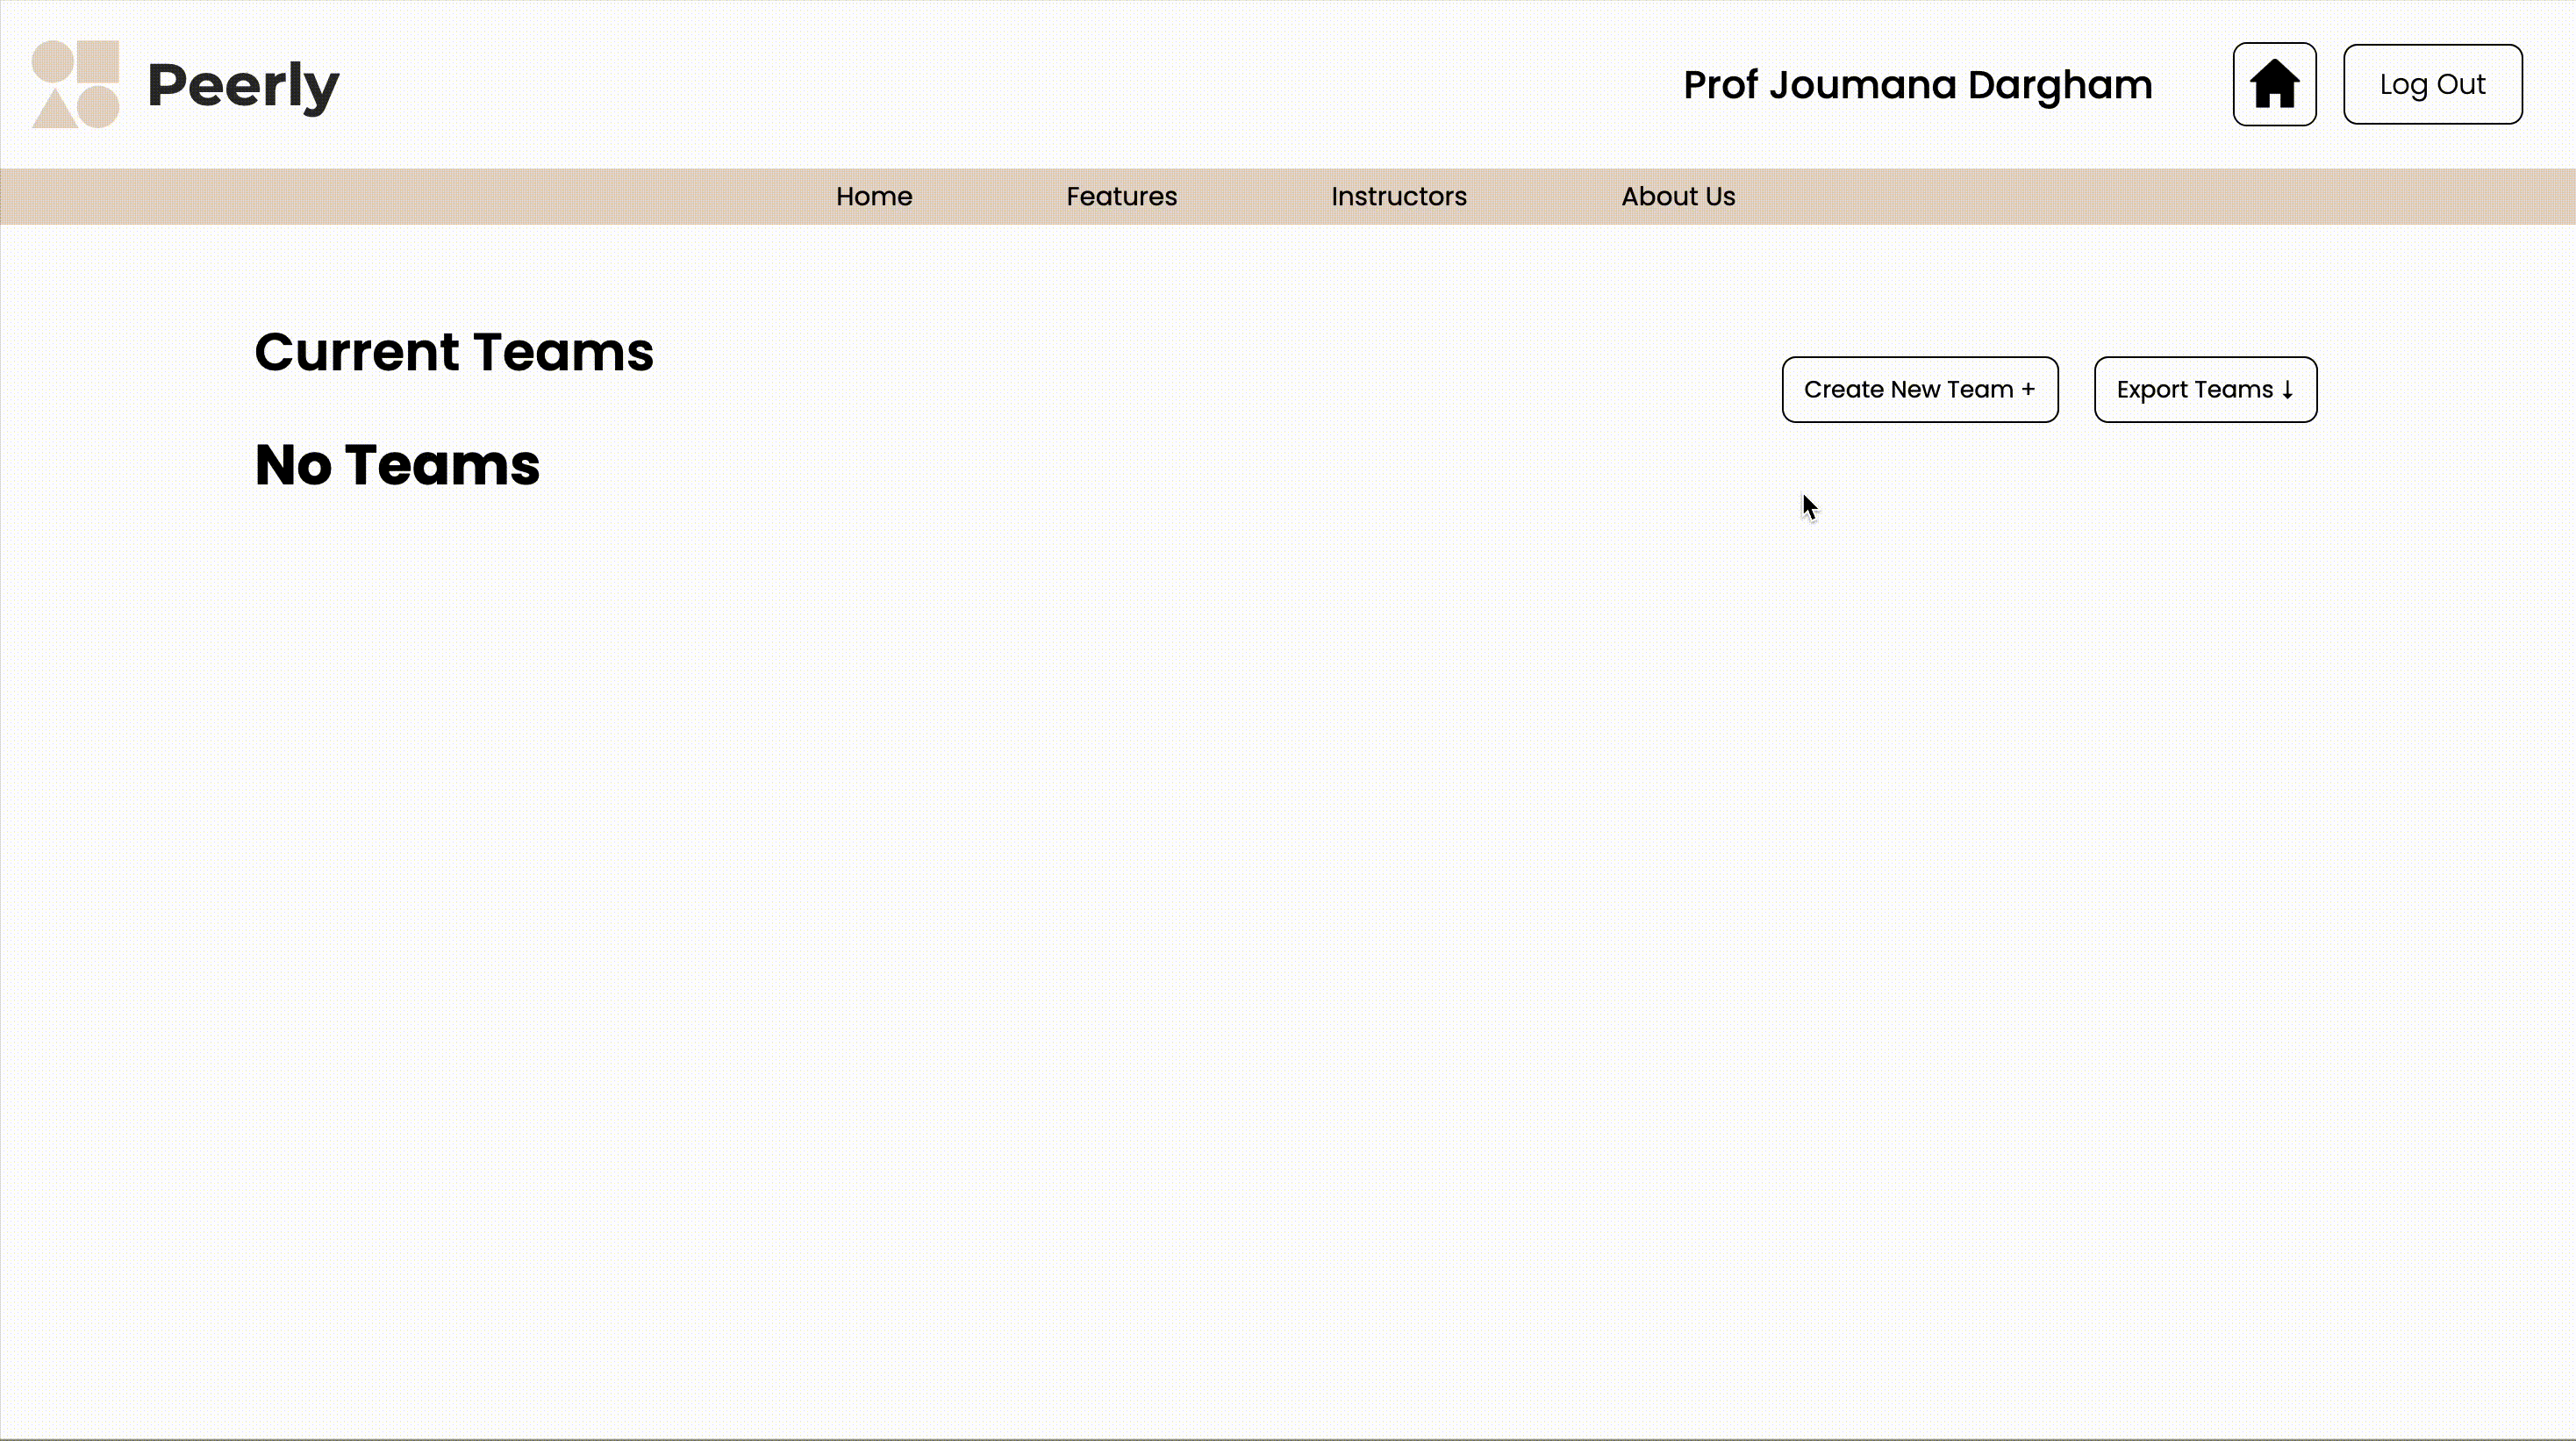 Peerly
Prof Joumana Dargham
Log Out
Home Features Instructors About Us
Current Teams
Create New Team +
Export Teams ↓
No Teams